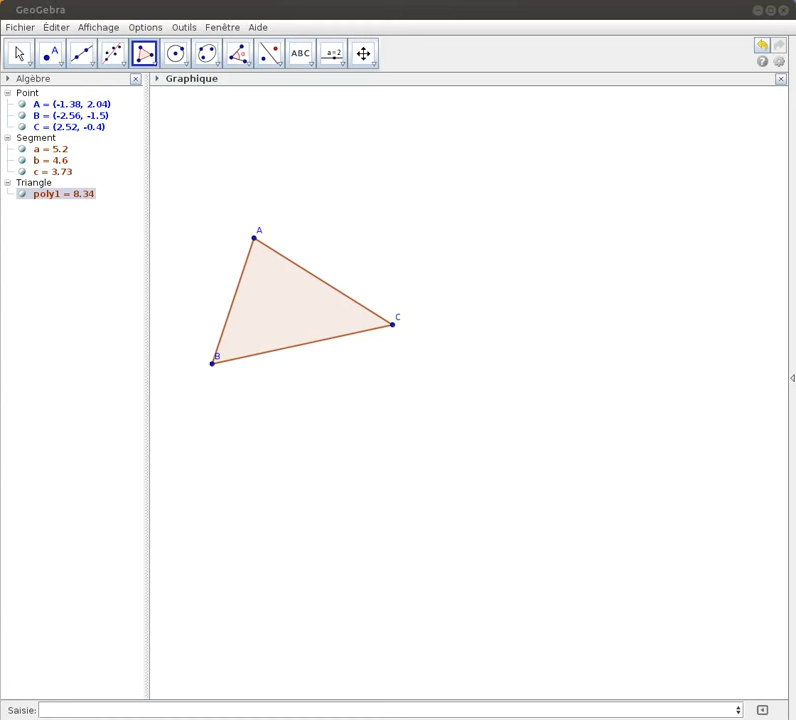 GeoGebra
Fichier Éditer Affichage Options Outils Fenêtre Aide
A
α
ABC
a=2
Algèbre
Graphique
Point
A = (-1.38, 2.04)
B = (-2.56, -1.5)
C = (2.52, -0.4)
Segment
a = 5.2
b = 4.6
c = 3.73
Triangle
poly1 = 8.34
A
C
B
Saisie: